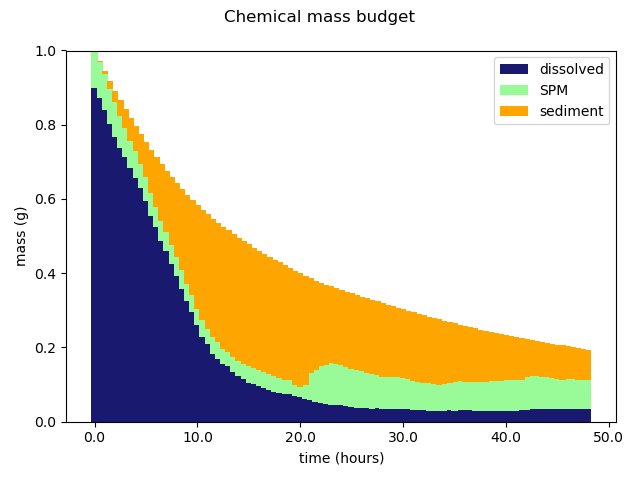 Chemical mass budget
1.0
0.8
0.6
0.4
0.2
0.0
mass (g)
dissolved
SPM
sediment
0.0 10.0 20.0 30.0 40.0 50.0
time (hours)